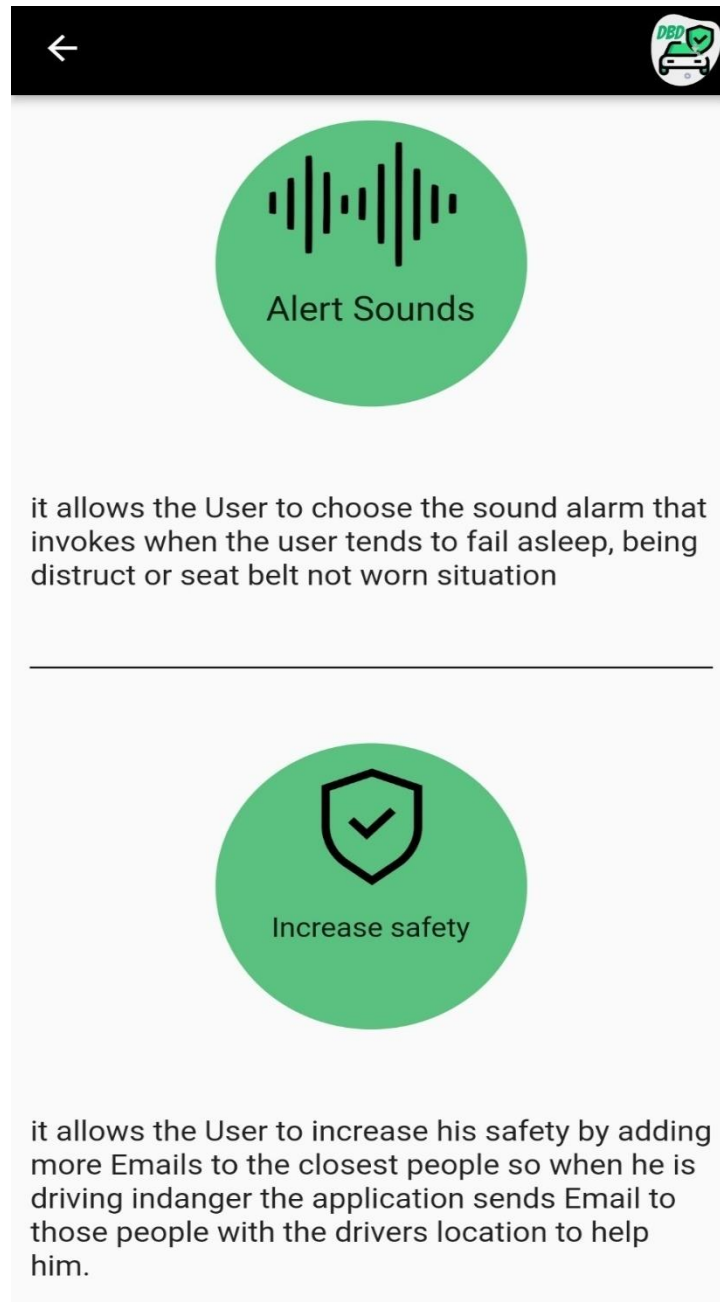 DBD
Alert Sounds
it allows the User to choose the sound alarm that
invokes when the user tends to fail asleep, being
distruct or seat belt not worn situation
Increase safety
it allows the User to increase his safety by adding
more Emails to the closest people so when he is
driving indanger the application sends Email to
those people with the drivers location to help
him.